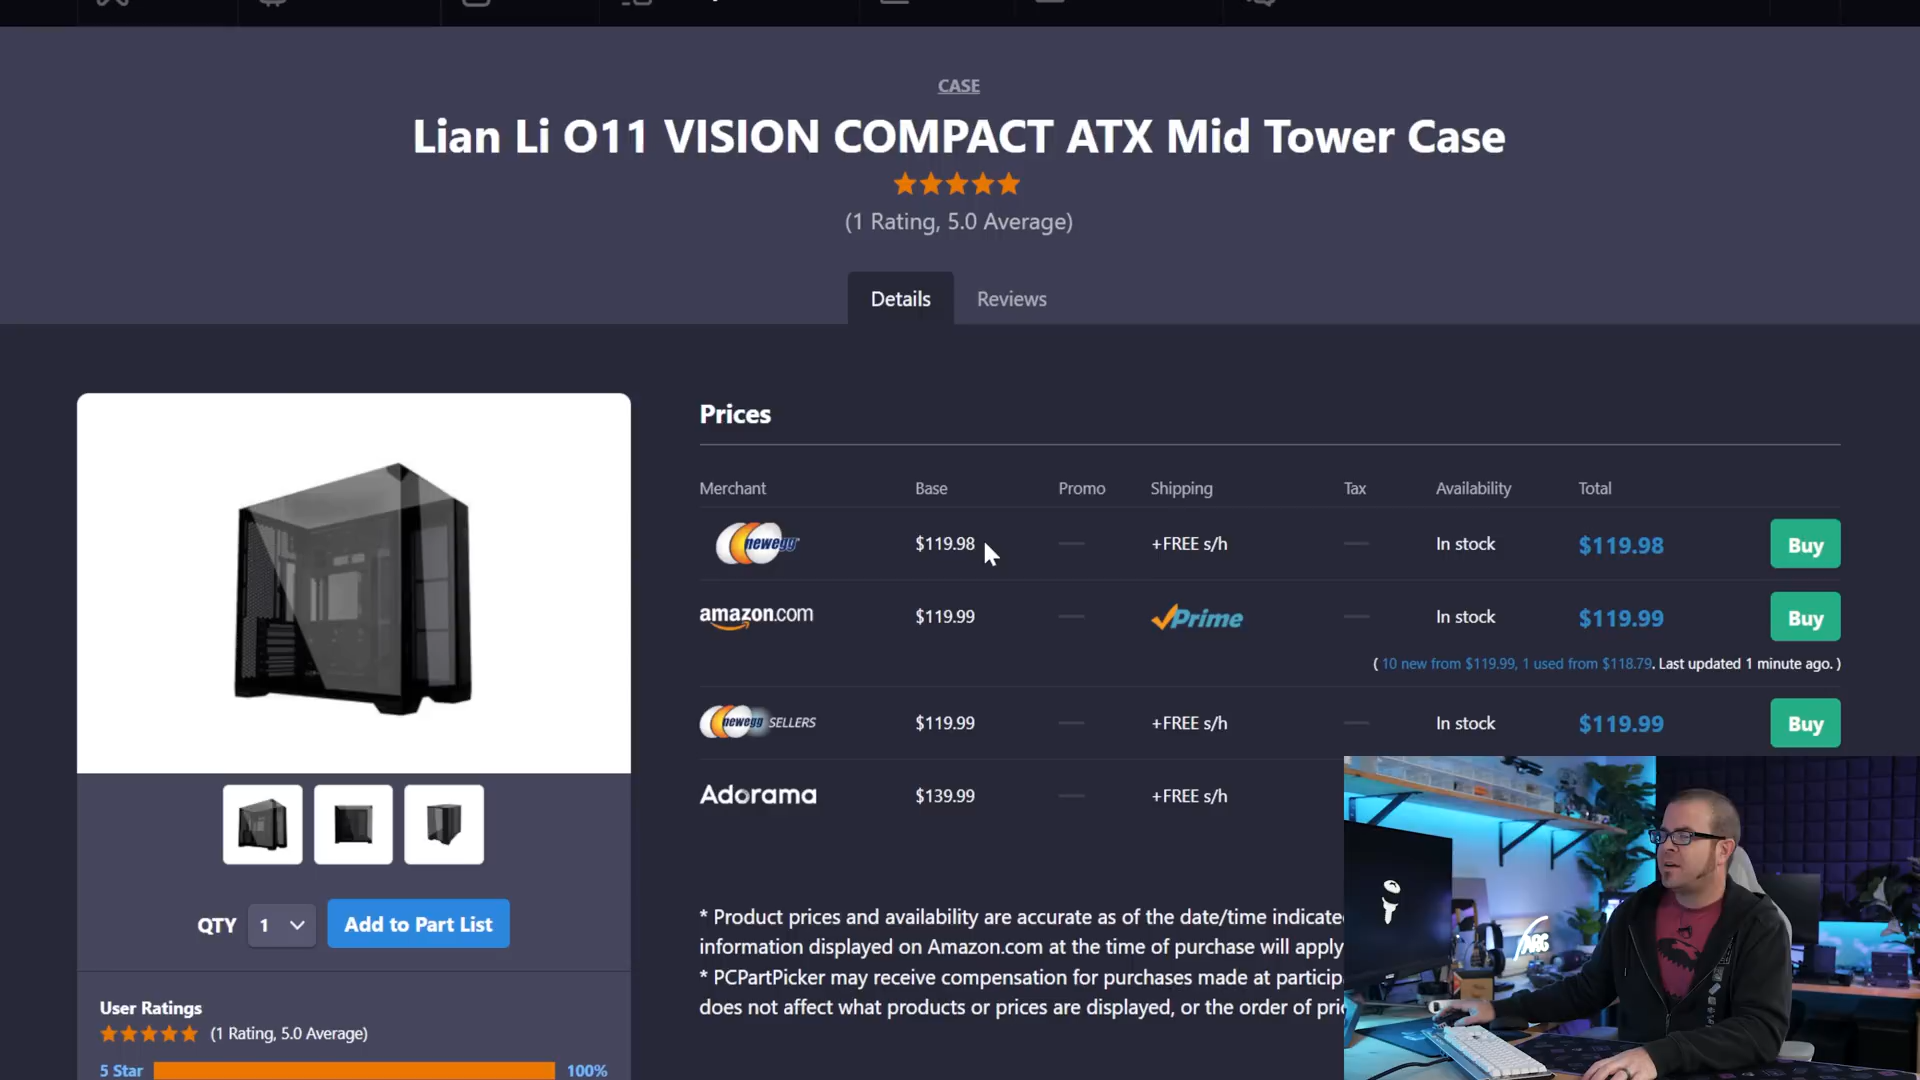 CASE
Lian Li O11 VISION COMPACT ATX Mid Tower Case
(1 Rating, 5.0 Average)
Details Reviews
Prices
Merchant Base Promo Shipping Tax Availability Total
newegg $119.98 — +FREE s/h — In stock $119.98 Buy
amazon.com $119.99 — Prime — In stock $119.99 Buy
( 10 new from $119.99, 1 used from $118.79. Last updated 1 minute ago. )
newegg SELLERS $119.99 — +FREE s/h — In stock $119.99 Buy
Adorama $139.99 — +FREE s/h
QTY 1 Add to Part List
* Product prices and availability are accurate as of the date/time indicate
information displayed on Amazon.com at the time of purchase will apply
* PCPartPicker may receive compensation for purchases made at particip
does not affect what products or prices are displayed, or the order of pri
User Ratings
(1 Rating, 5.0 Average)
5 Star 100%
ARG